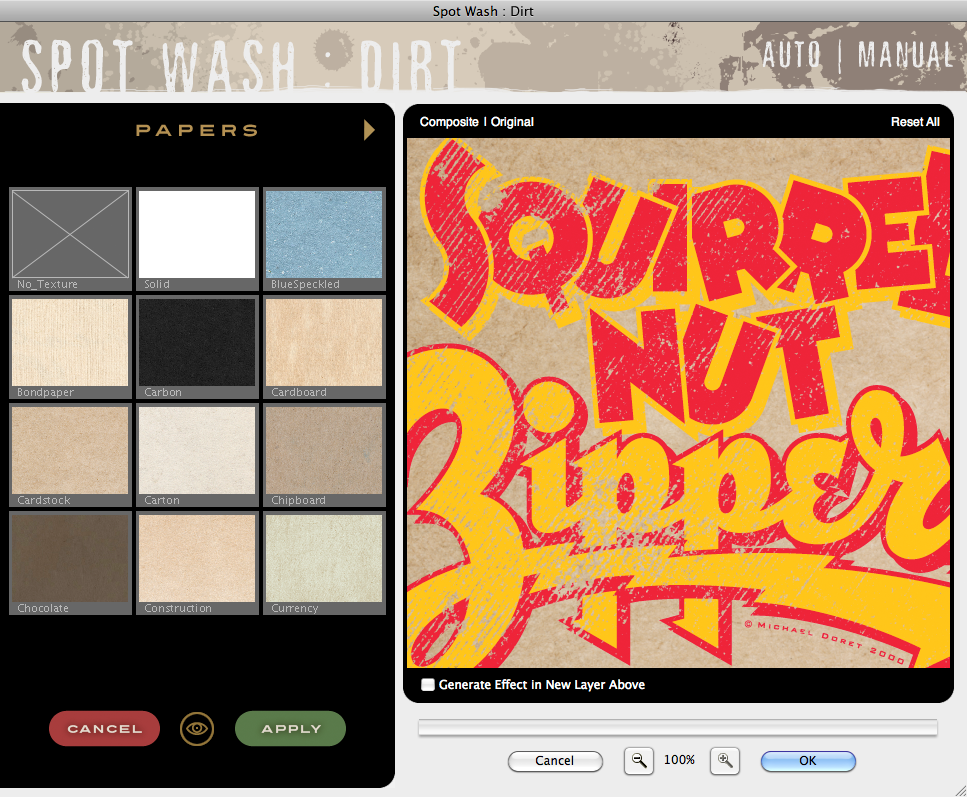 Spot Wash : Dirt
SPOT WASH : DIRT
AUTO | MANUAL
PAPERS
Composite | Original
Reset All
No_Texture
Solid
BlueSpeckled
Bondpaper
Carbon
Cardboard
Cardstock
Carton
Chipboard
Chocolate
Construction
Currency
SQUIRREL
NUT
Zipper
© MICHAEL DOREY 2000
Generate Effect in New Layer Above
CANCEL
APPLY
Cancel
100%
OK